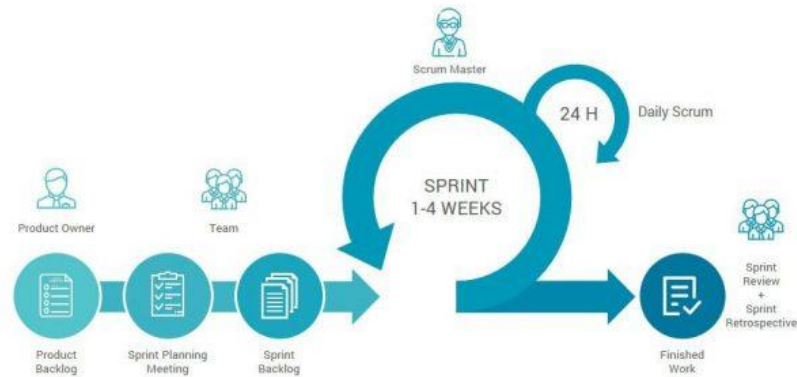 Scrum Master
24 H
Daily Scrum
SPRINT
1-4 WEEKS
Product Owner
Team
Sprint
Review
+
Sprint
Retrospective
Product
Backlog
Sprint Planning
Meeting
Sprint
Backlog
Finished
Work